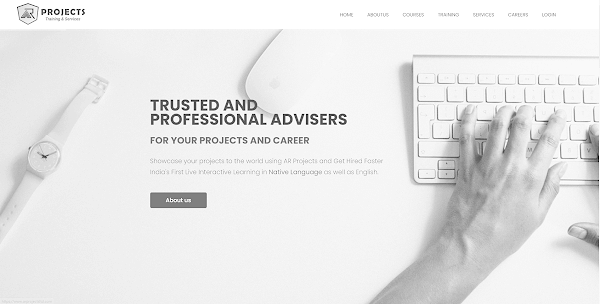 AR PROJECTS
Training & Services
HOME ABOUTUS COURSES TRAINING SERVICES CAREERS LOGIN
TRUSTED AND
PROFESSIONAL ADVISERS
FOR YOUR PROJECTS AND CAREER
Showcase your projects to the world using AR Projects and Get Hired Faster
India's First Live Interactive Learning in Native Language as well as English.
About us